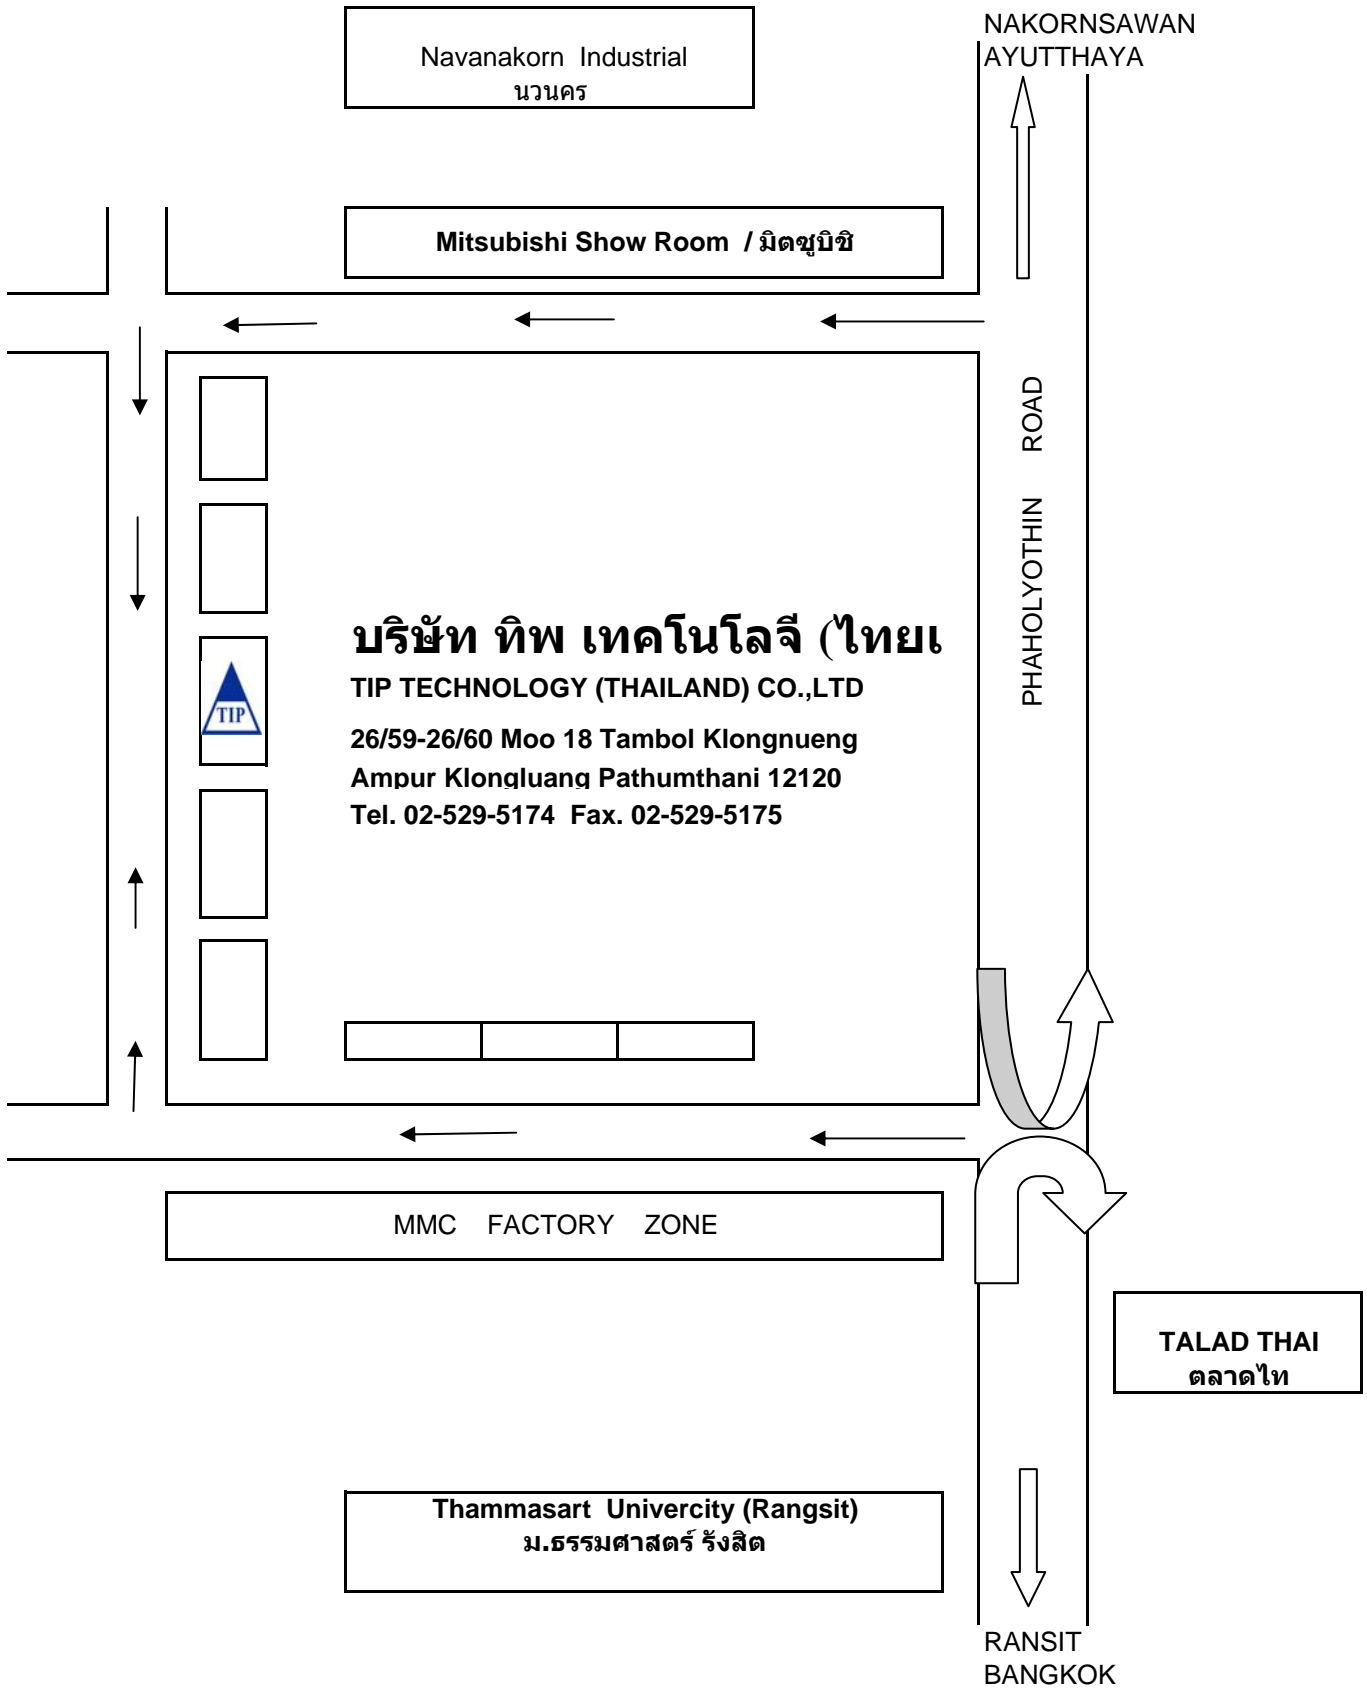 NAKORNSAWAN
AYUTTHAYA
Navanakorn Industrial
นวนคร
Mitsubishi Show Room / มิตซูบิชิ
PHAHOLYOTHIN ROAD
บริษัท ทิพ เทคโนโลจี (ไทยเ
TIP TECHNOLOGY (THAILAND) CO.,LTD
TIP
26/59-26/60 Moo 18 Tambol Klongnueng
Ampur Klongluang Pathumthani 12120
Tel. 02-529-5174 Fax. 02-529-5175
MMC FACTORY ZONE
TALAD THAI
ตลาดไท
Thammasart Univercity (Rangsit)
ม.ธรรมศาสตร์ รังสิต
RANSIT
BANGKOK